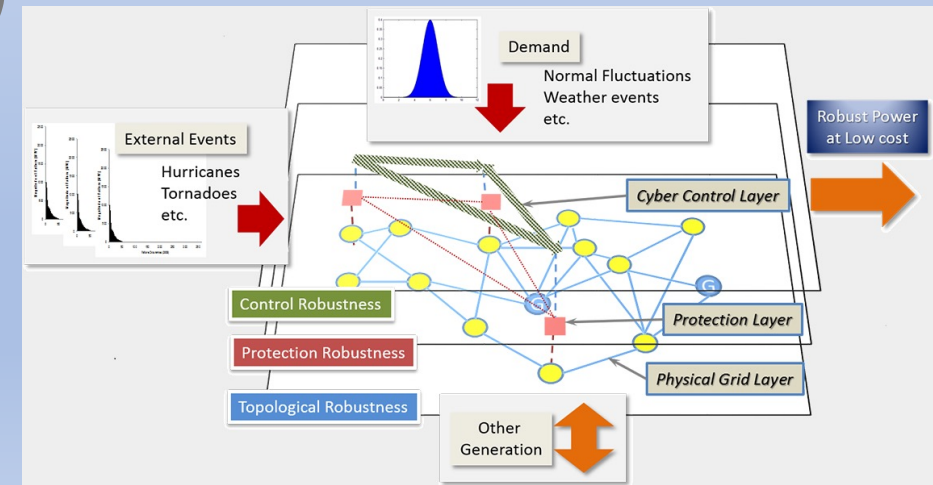 Demand
Normal Fluctuations
Weather events
etc.
External Events
Hurricanes
Tornadoes
etc.
Robust Power
at Low cost
Cyber Control Layer
G
G
Control Robustness
Protection Layer
Protection Robustness
Physical Grid Layer
Topological Robustness
Other
Generation